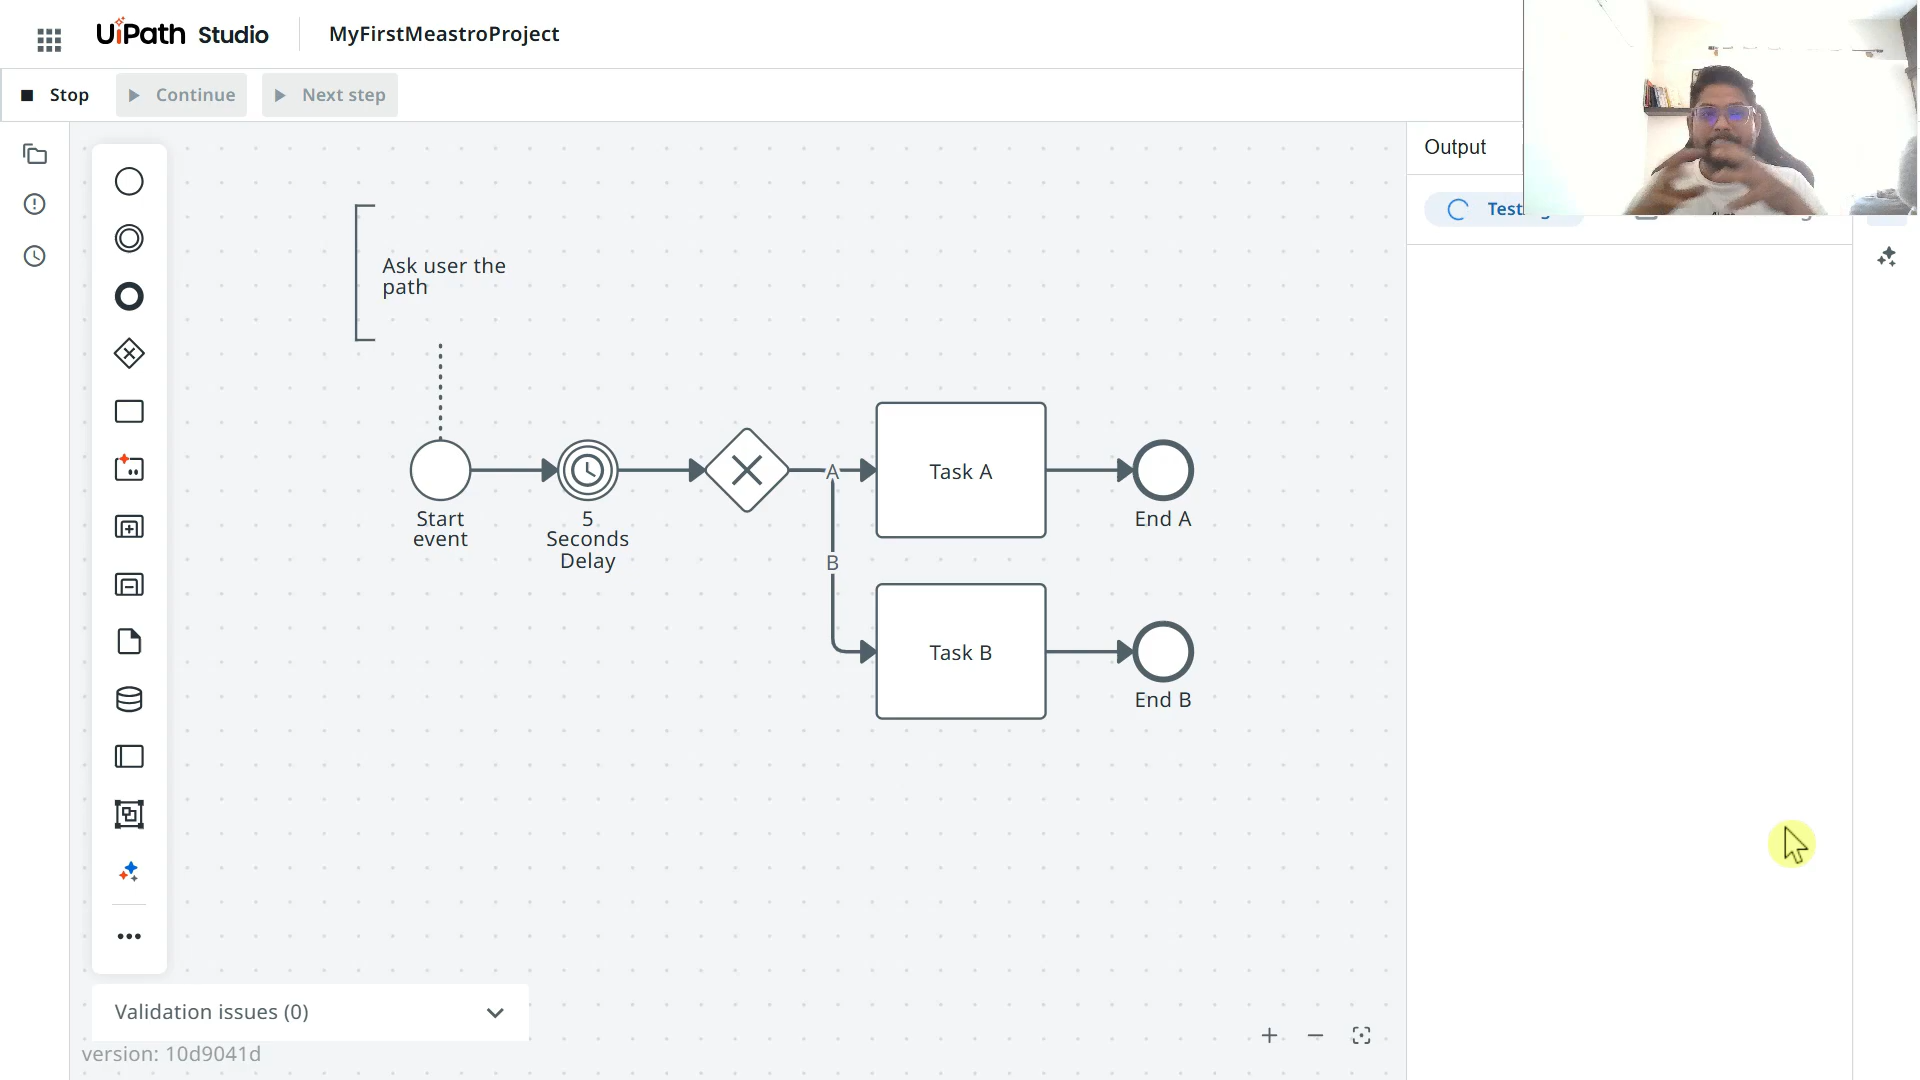 UiPath Studio
MyFirstMeastroProject
Stop
Continue
Next step
Output
Ask user the
path
Start
event
5
Seconds
Delay
A
B
Task A
End A
Task B
End B
Validation issues (0)
version: 10d9041d